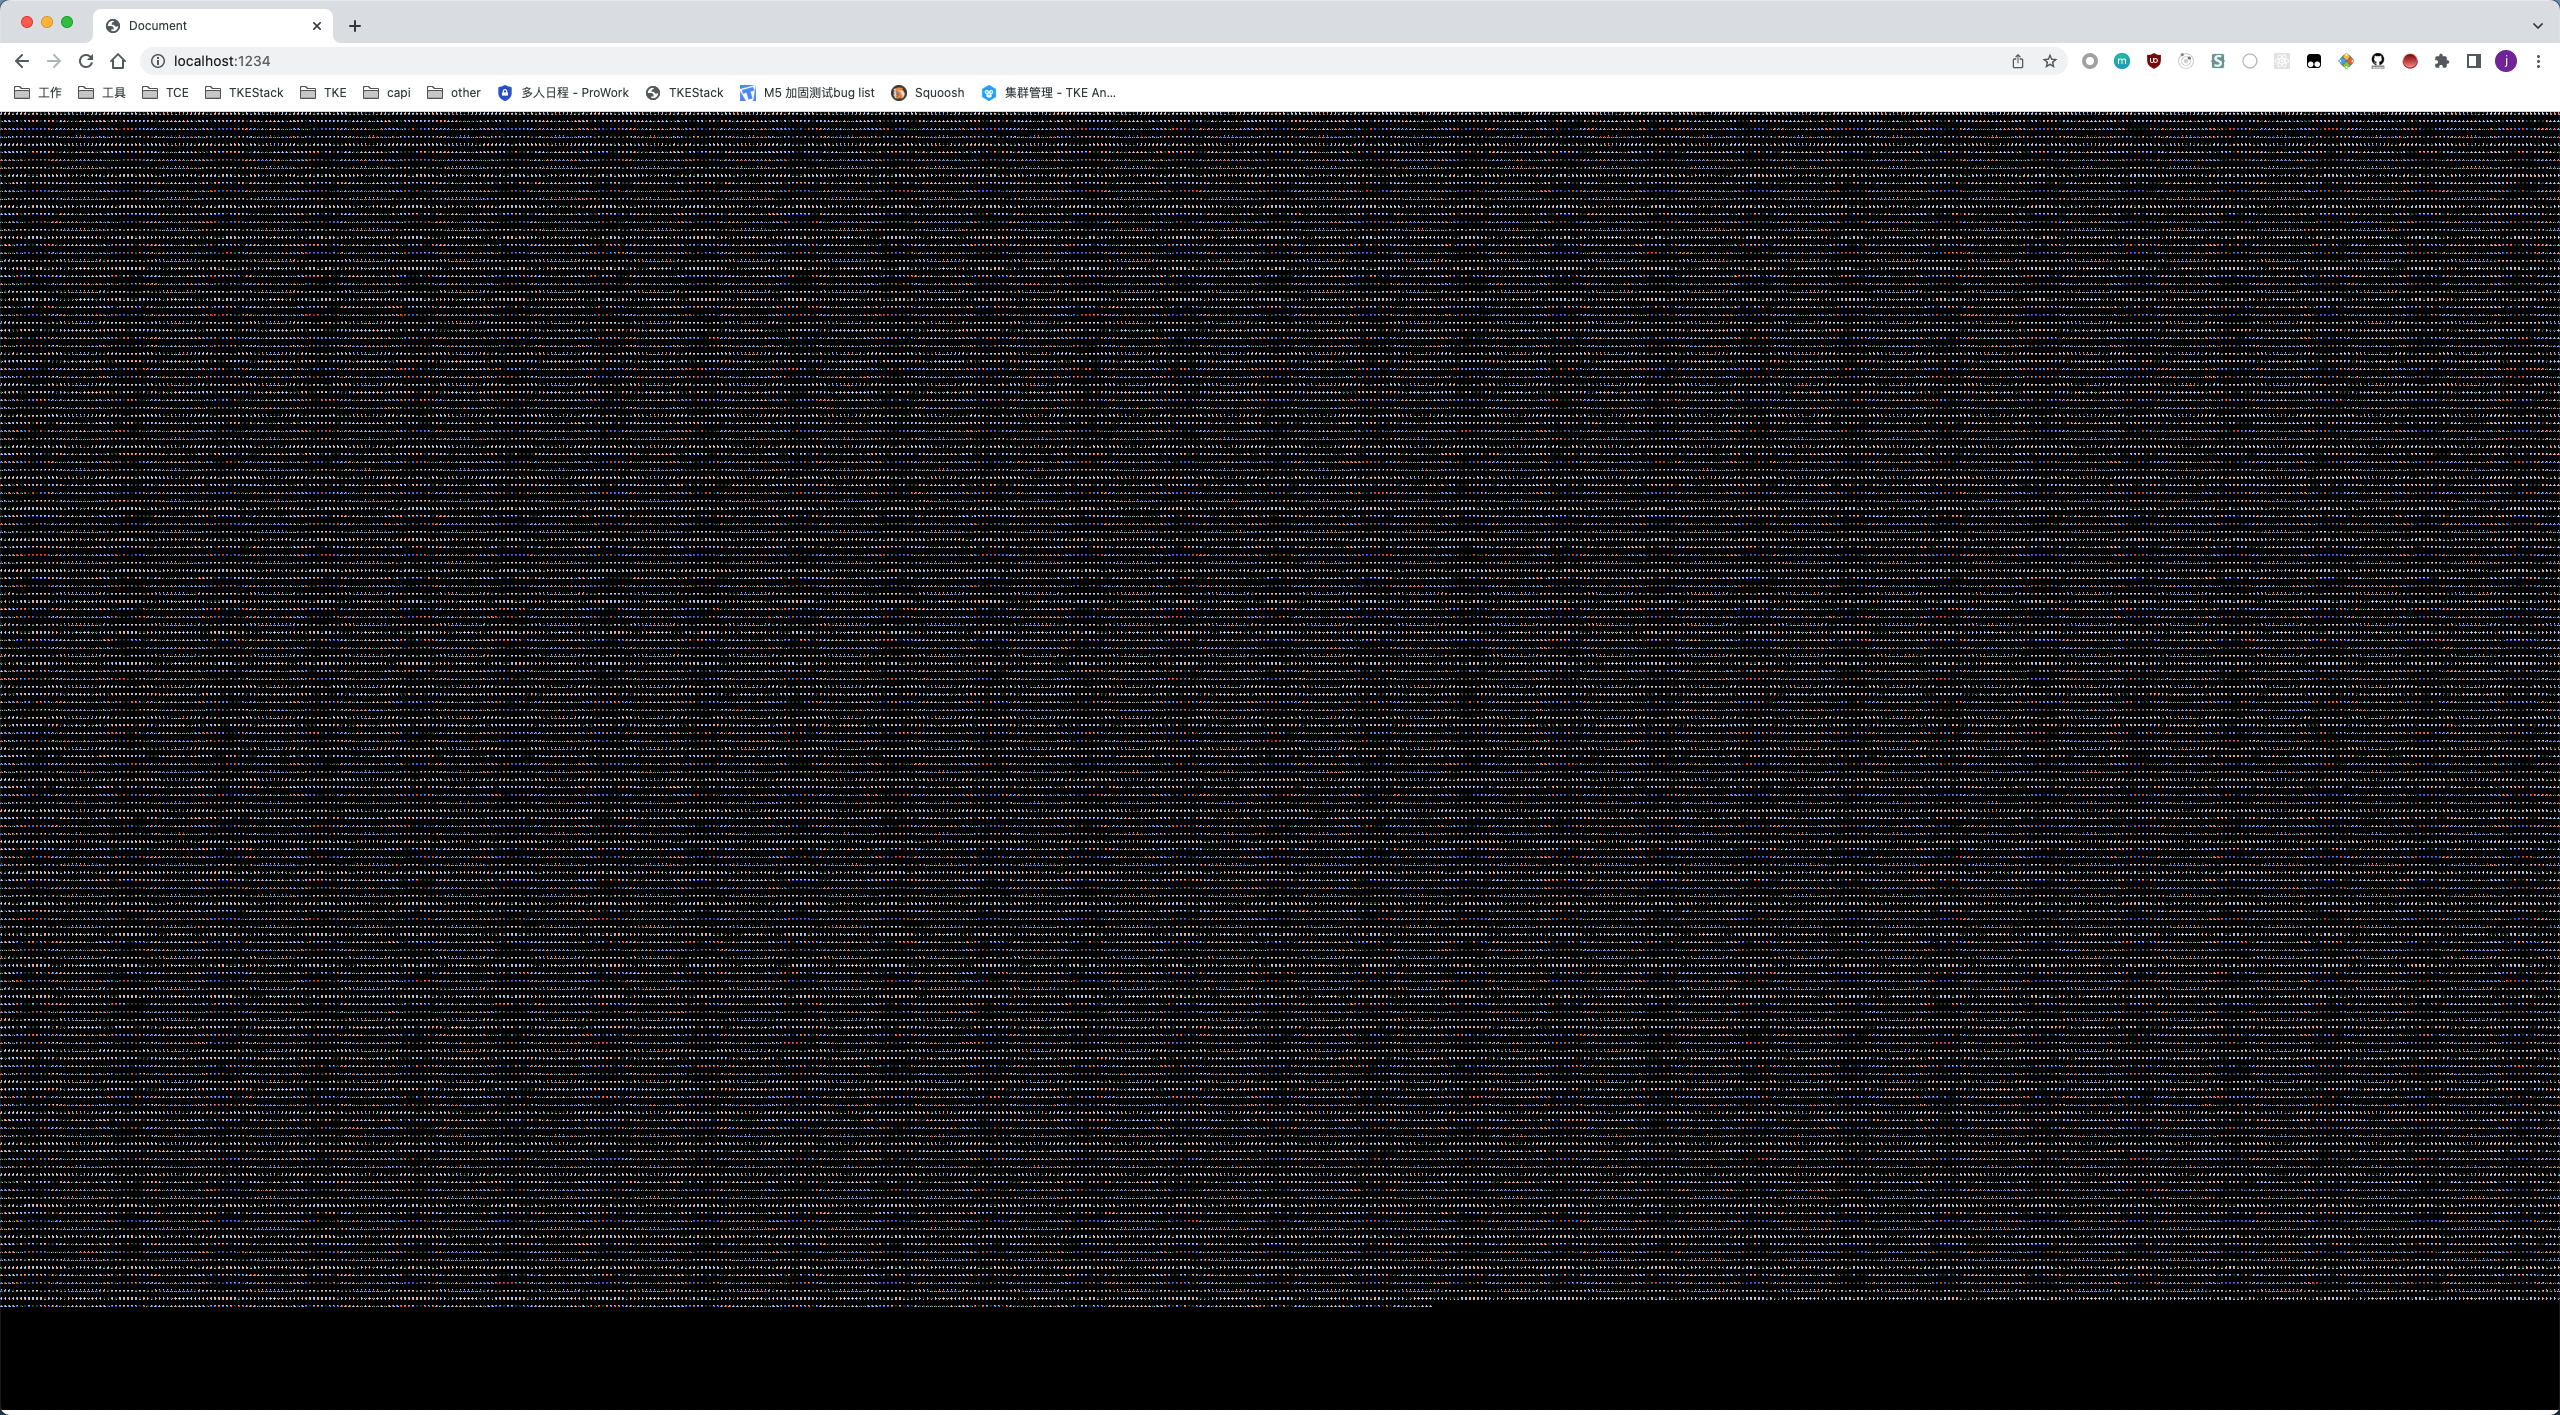 Document
localhost:1234
工作 工具 TCE TKEStack TKE capi other 多人日程 - ProWork TKEStack M5 加固测试bug list Squoosh 集群管理 - TKE An...